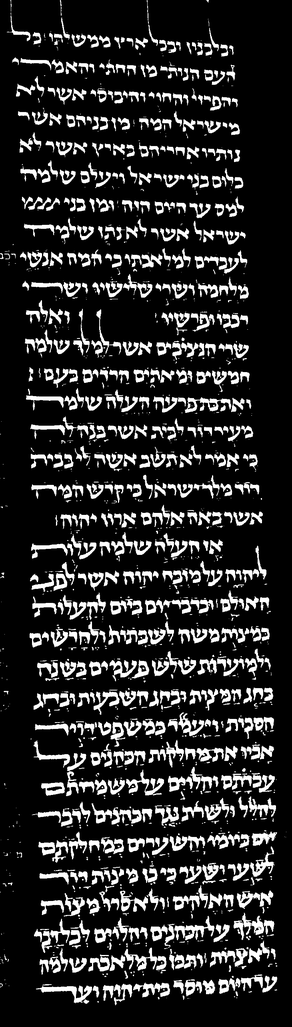 ובלבנון ובכל ארץ ממשלתו כל
העם הנותר מן החתי והאמרי
והפרזי והחוי והיבוסי אשר לא
מישראל המה מן בניהם אשר
נותרו אחריהם בארץ אשר לא
כלום בני ישראל ויעלם שלמה
למס עד היום הזה ומן בני
ישראל אשר לא נתן שלמה
לעבדים למלאכתו כי המה אנשי
מלחמה ושרי שלישיו ושרי
רכבו ופרשיו ואלה
שרי הנציבים אשר למלך שלמה
חמשים ומאתים הרדים בעם
ואת בת פרעה העלה שלמה
מעיר דויד לבית אשר בנה לה
כי אמר לא תשב אשה לי בבית
דויד מלך ישראל כי קדש המה
אשר באה אליהם ארון יהוה
אז העלה שלמה עלות
ליהוה על מזבח יהוה אשר לפני
האולם ובדבר יום ביום להעלות
כמצות משה לשבתות ולחדשים
ולמועדות שלש פעמים בשנה
בחג המצות ובחג השבעות ובחג
הסכות ויעמד כמשפט דויד
אביו את מחלקות הכהנים על
עבדתם והלוים על משמרותם
להלל ולשרת נגד הכהנים לדבר
יום ביומו והשוערים במחלקתם
לשער ושער כי כן מצות דויד
איש האלהים ולא סרו מצות
המלך על הכהנים והלוים לכל דבר
ולאצרות ותכן כל מלאכת שלמה
עד היום מוסד בית יהוה ועד